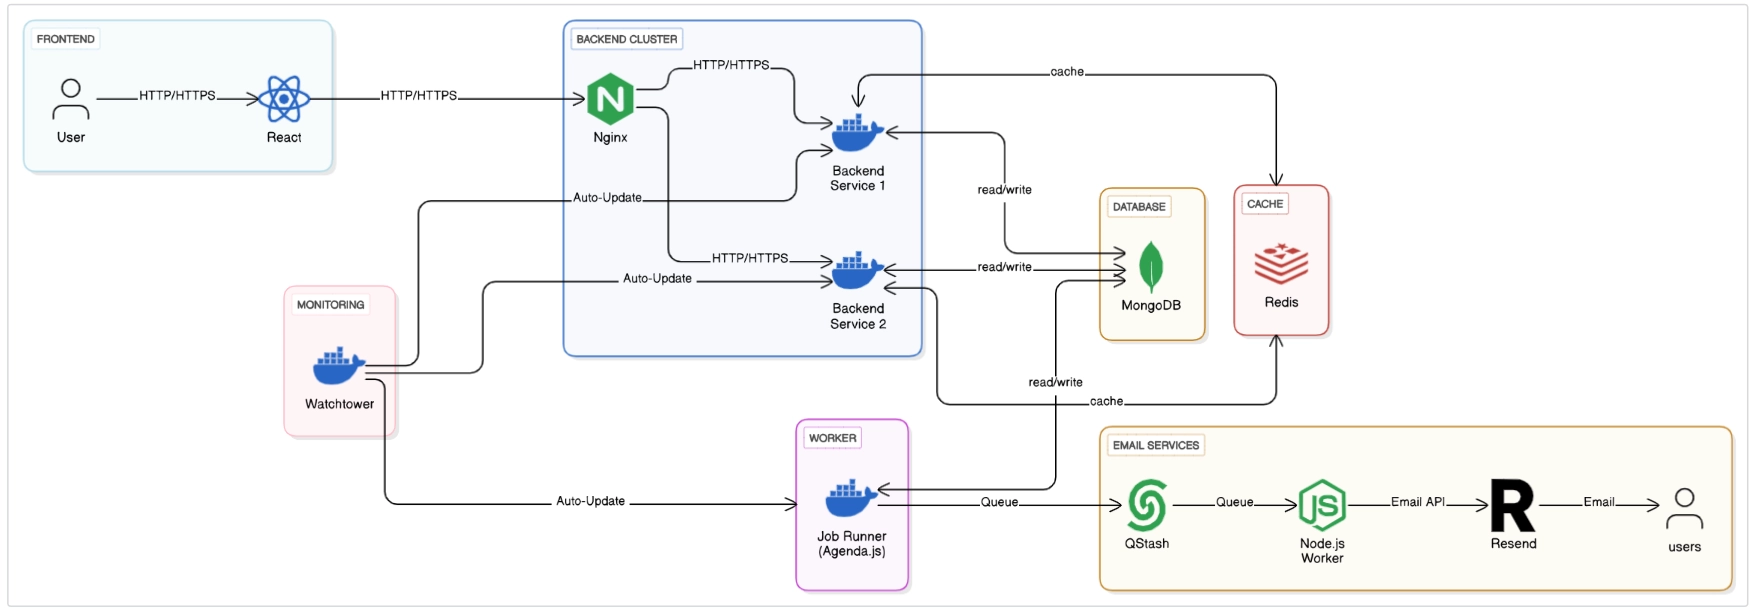 FRONTEND
User
HTTP/HTTPS
React
HTTP/HTTPS
BACKEND CLUSTER
N
Nginx
HTTP/HTTPS
Backend
Service 1
Auto-Update
HTTP/HTTPS
Auto-Update
Backend
Service 2
cache
read/write
read/write
DATABASE
MongoDB
CACHE
Redis
read/write
cache
MONITORING
Watchtower
Auto-Update
WORKER
Job Runner
(Agenda.js)
Queue
EMAIL SERVICES
QStash
Queue
JS
Node.js
Worker
Email API
R
Resend
Email
users